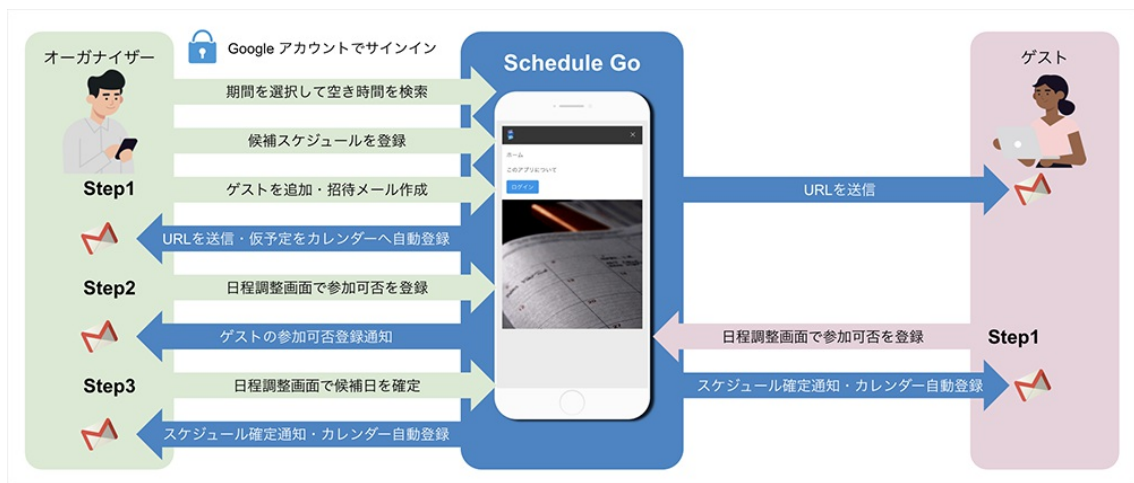 オーガナイザー
Google アカウントでサインイン
Schedule Go
ゲスト
期間を選択して空き時間を検索
候補スケジュールを登録
ホーム
このアプリについて
ログイン
Step1
ゲストを追加・招待メール作成
URLを送信
URLを送信・仮予定をカレンダーへ自動登録
Step2
日程調整画面で参加可否を登録
ゲストの参加可否登録通知
日程調整画面で参加可否を登録
Step1
Step3
日程調整画面で候補日を確定
スケジュール確定通知・カレンダー自動登録
スケジュール確定通知・カレンダー自動登録